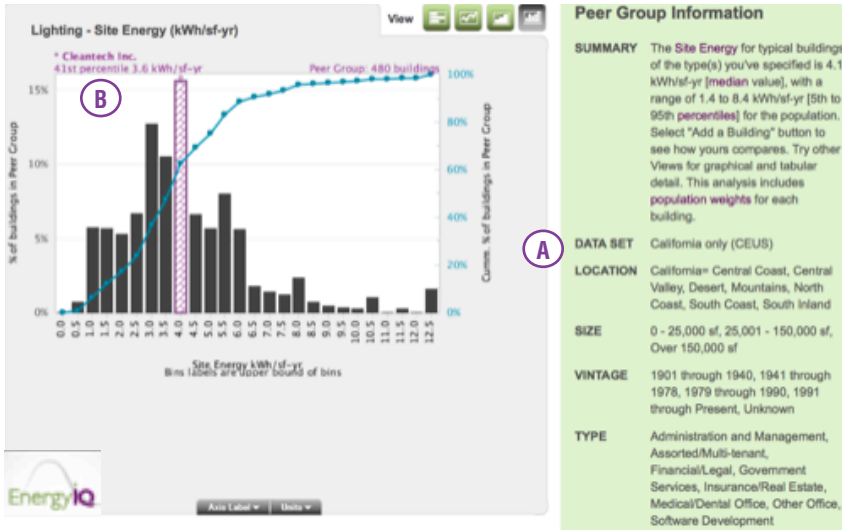 View
Lighting - Site Energy (kWh/sf-yr)
* Cleantech Inc.
41st percentile 3.6 kWh/sf-yr
Peer Group: 480 buildings
B
15%
10%
5%
0%
% of buildings in Peer Group
100%
80%
60%
40%
20%
0%
Cumm. % of buildings in Peer Group
0.0 0.5 1.0 1.5 2.0 2.5 3.0 3.5 4.0 4.5 5.0 5.5 6.0 6.5 7.0 7.5 8.0 8.5 9.0 9.5 10.0 10.5 11.0 11.5 12.0 12.5
Site Energy kWh/sf-yr
Bins labels are upper bound of bins
EnergyIQ
Axis Label
Units
Peer Group Information
SUMMARY The Site Energy for typical buildings
of the type(s) you've specified is 4.1
kWh/sf-yr [median value], with a
range of 1.4 to 8.4 kWh/sf-yr [5th to
95th percentiles] for the population.
Select "Add a Building" button to
see how yours compares. Try other
Views for graphical and tabular
detail. This analysis includes
population weights for each
building.
A
DATA SET California only (CEUS)
LOCATION California= Central Coast, Central
Valley, Desert, Mountains, North
Coast, South Coast, South Inland
SIZE 0 - 25,000 sf, 25,001 - 150,000 sf,
Over 150,000 sf
VINTAGE 1901 through 1940, 1941 through
1978, 1979 through 1990, 1991
through Present, Unknown
TYPE Administration and Management,
Assorted/Multi-tenant,
Financial/Legal, Government
Services, Insurance/Real Estate,
Medical/Dental Office, Other Office,
Software Development